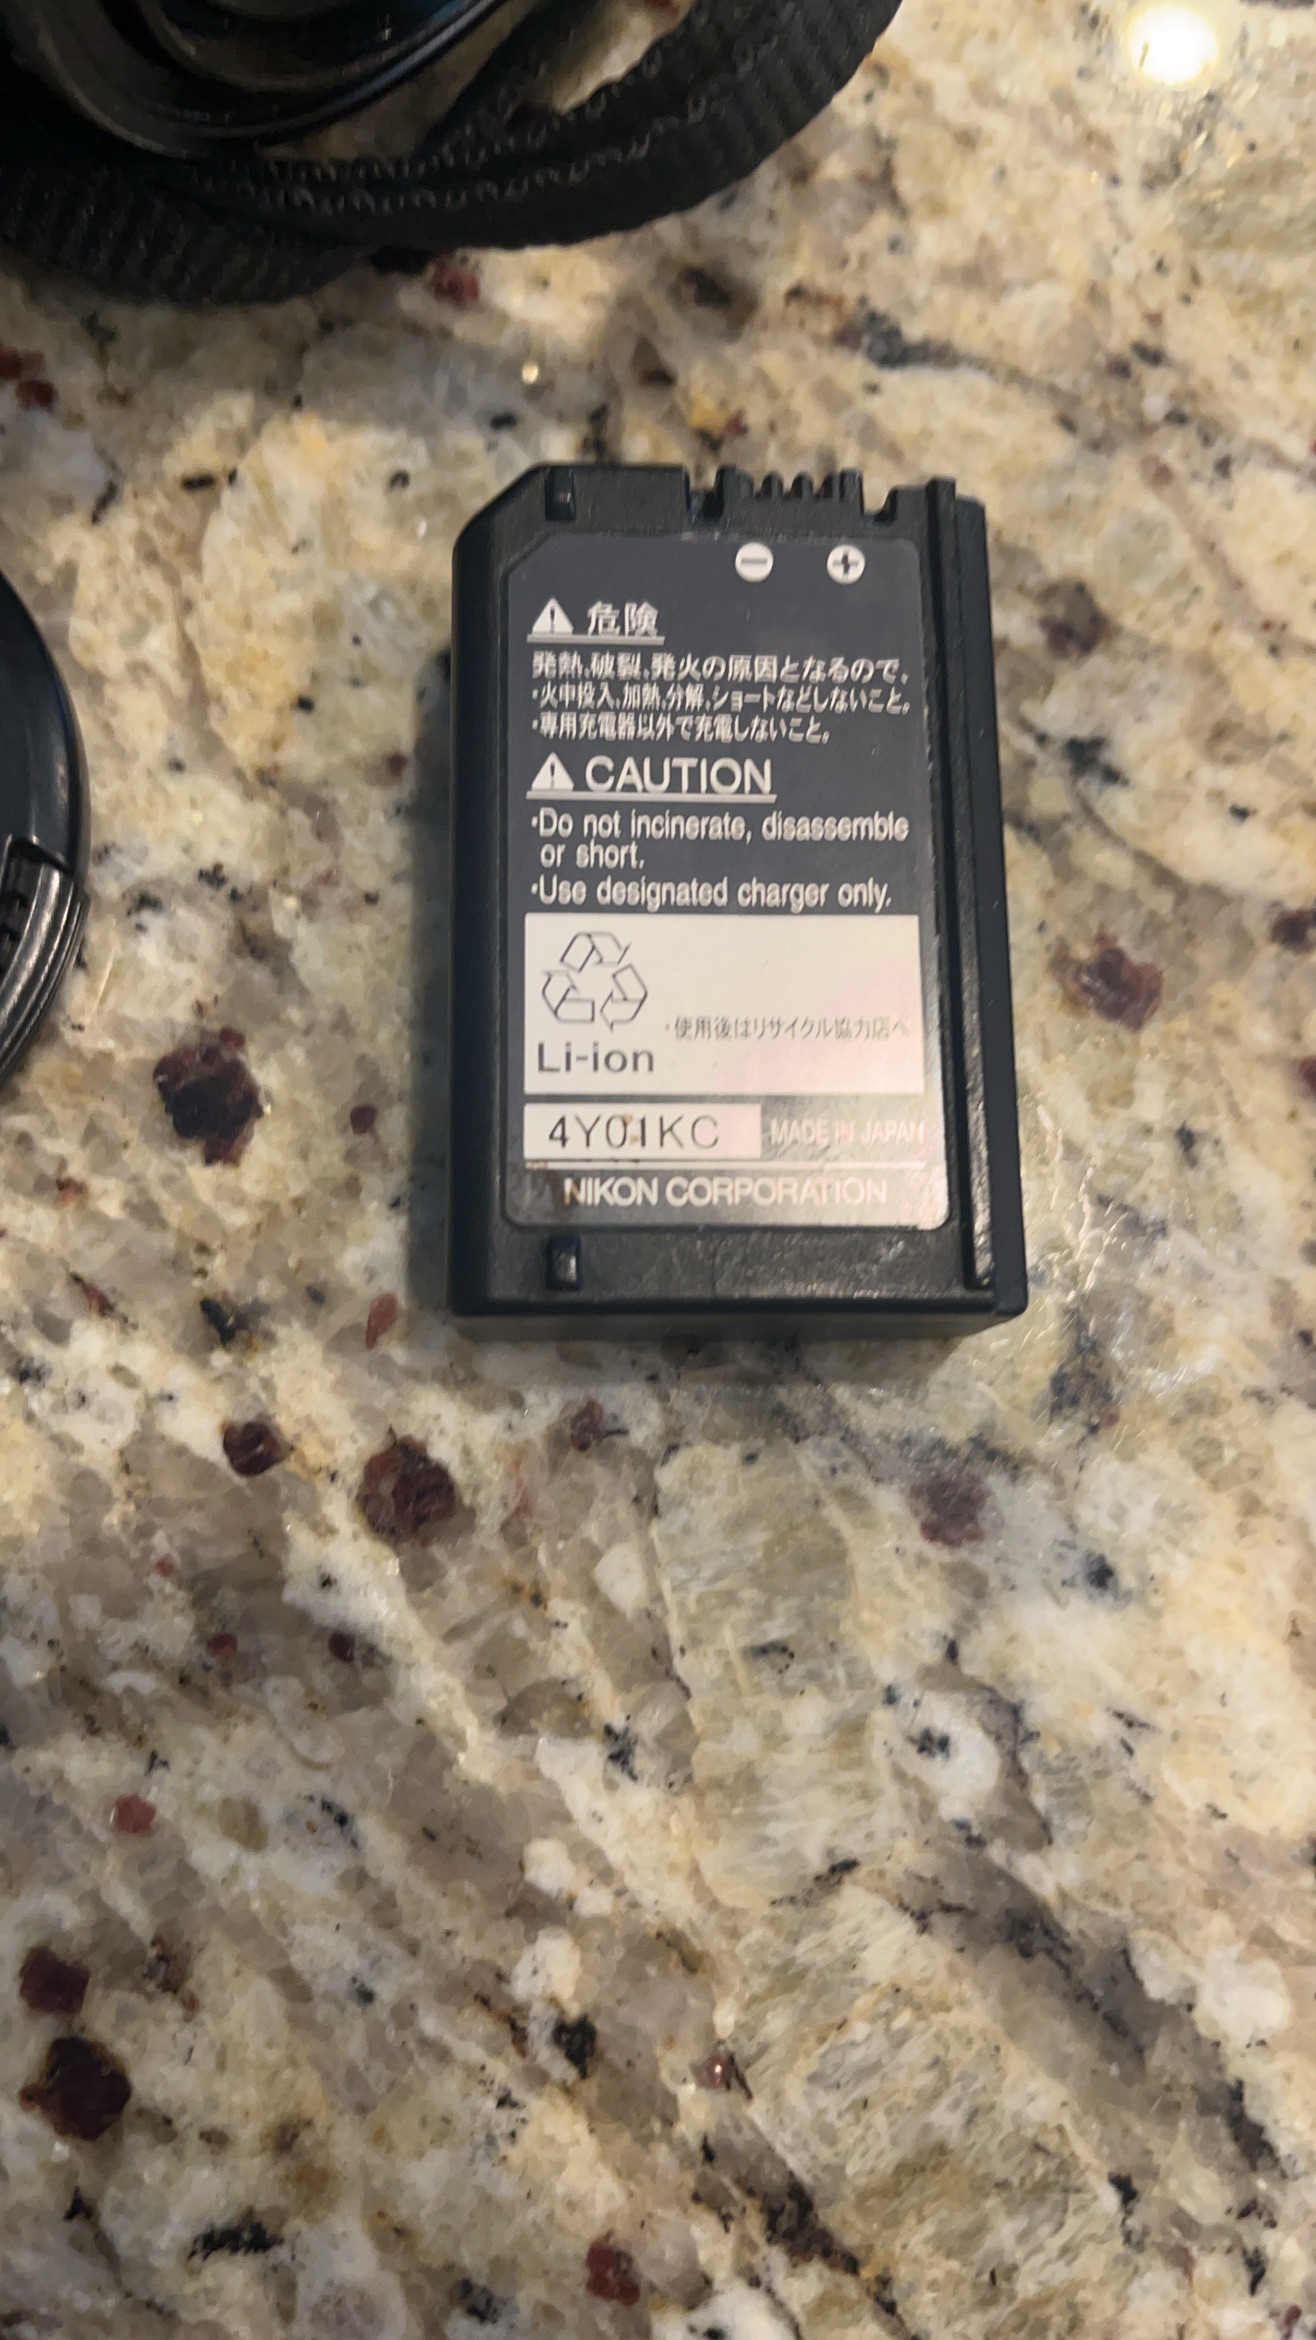 − +
⚠ 危険
発熱、破裂、発火の原因となるので、
・火中投入、加熱、分解、ショートなどしないこと。
・専用充電器以外で充電しないこと。
⚠ CAUTION
・Do not incinerate, disassemble
or short.
・Use designated charger only.
・使用後はリサイクル協力店へ
Li-ion
4Y01KC MADE IN JAPAN
NIKON CORPORATION